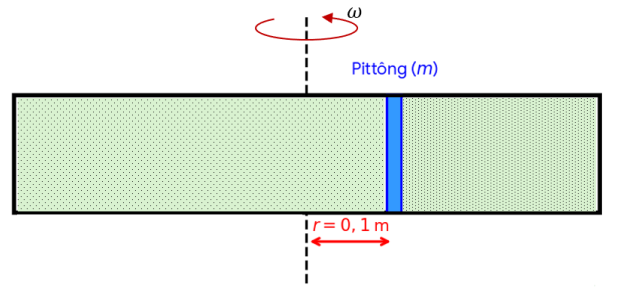 ω
Pittông (m)
r = 0, 1 m